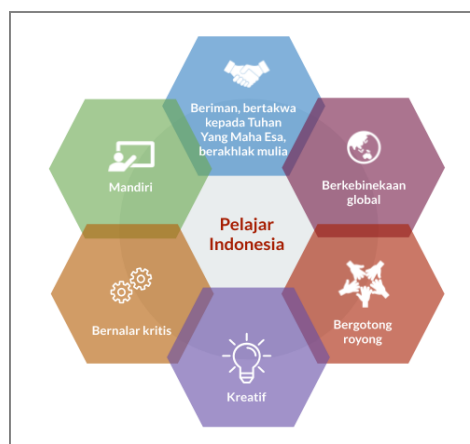 Beriman, bertakwa
kepada Tuhan
Yang Maha Esa,
berakhlak mulia
Mandiri
Berkebinekaan
global
Pelajar
Indonesia
Bernalar kritis
Bergotong
royong
Kreatif